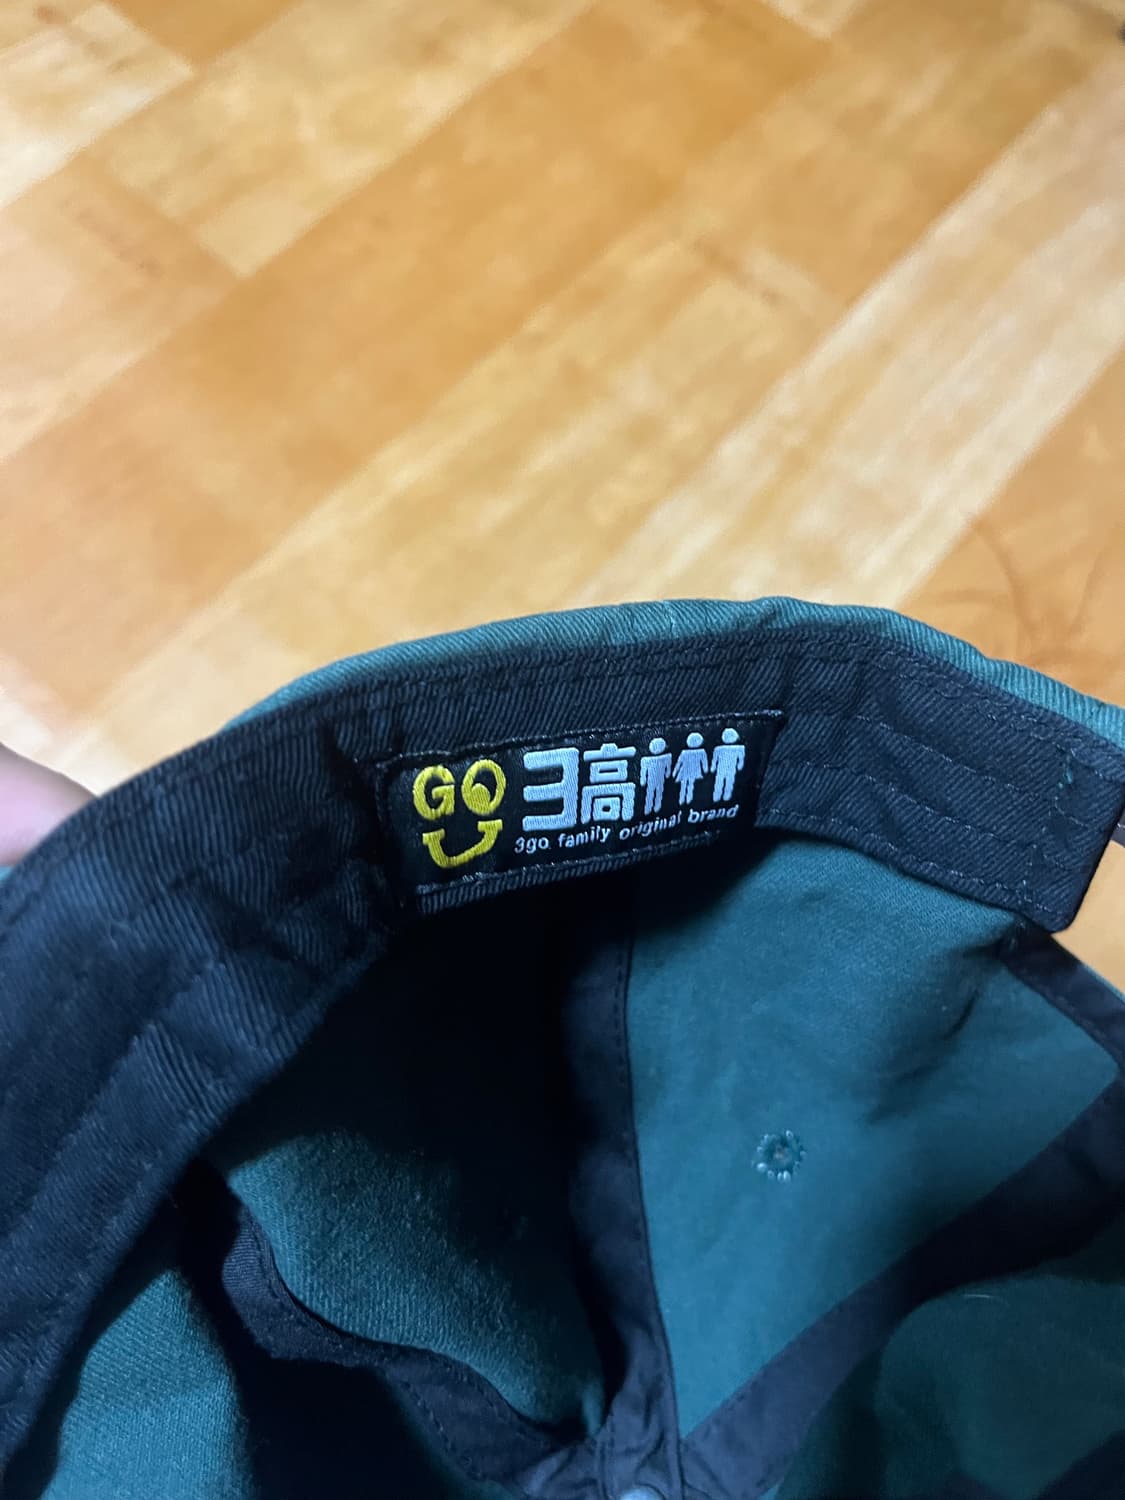 GO 3高
3go family original brand